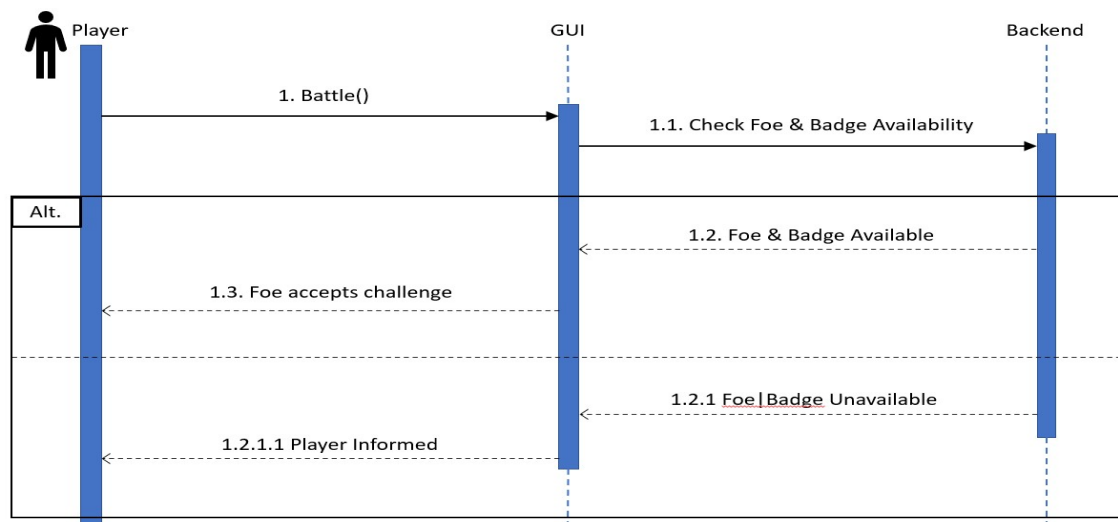 Player
GUI
Backend
1. Battle()
1.1. Check Foe & Badge Availability
Alt.
1.2. Foe & Badge Available
1.3. Foe accepts challenge
1.2.1 Foe|Badge Unavailable
1.2.1.1 Player Informed